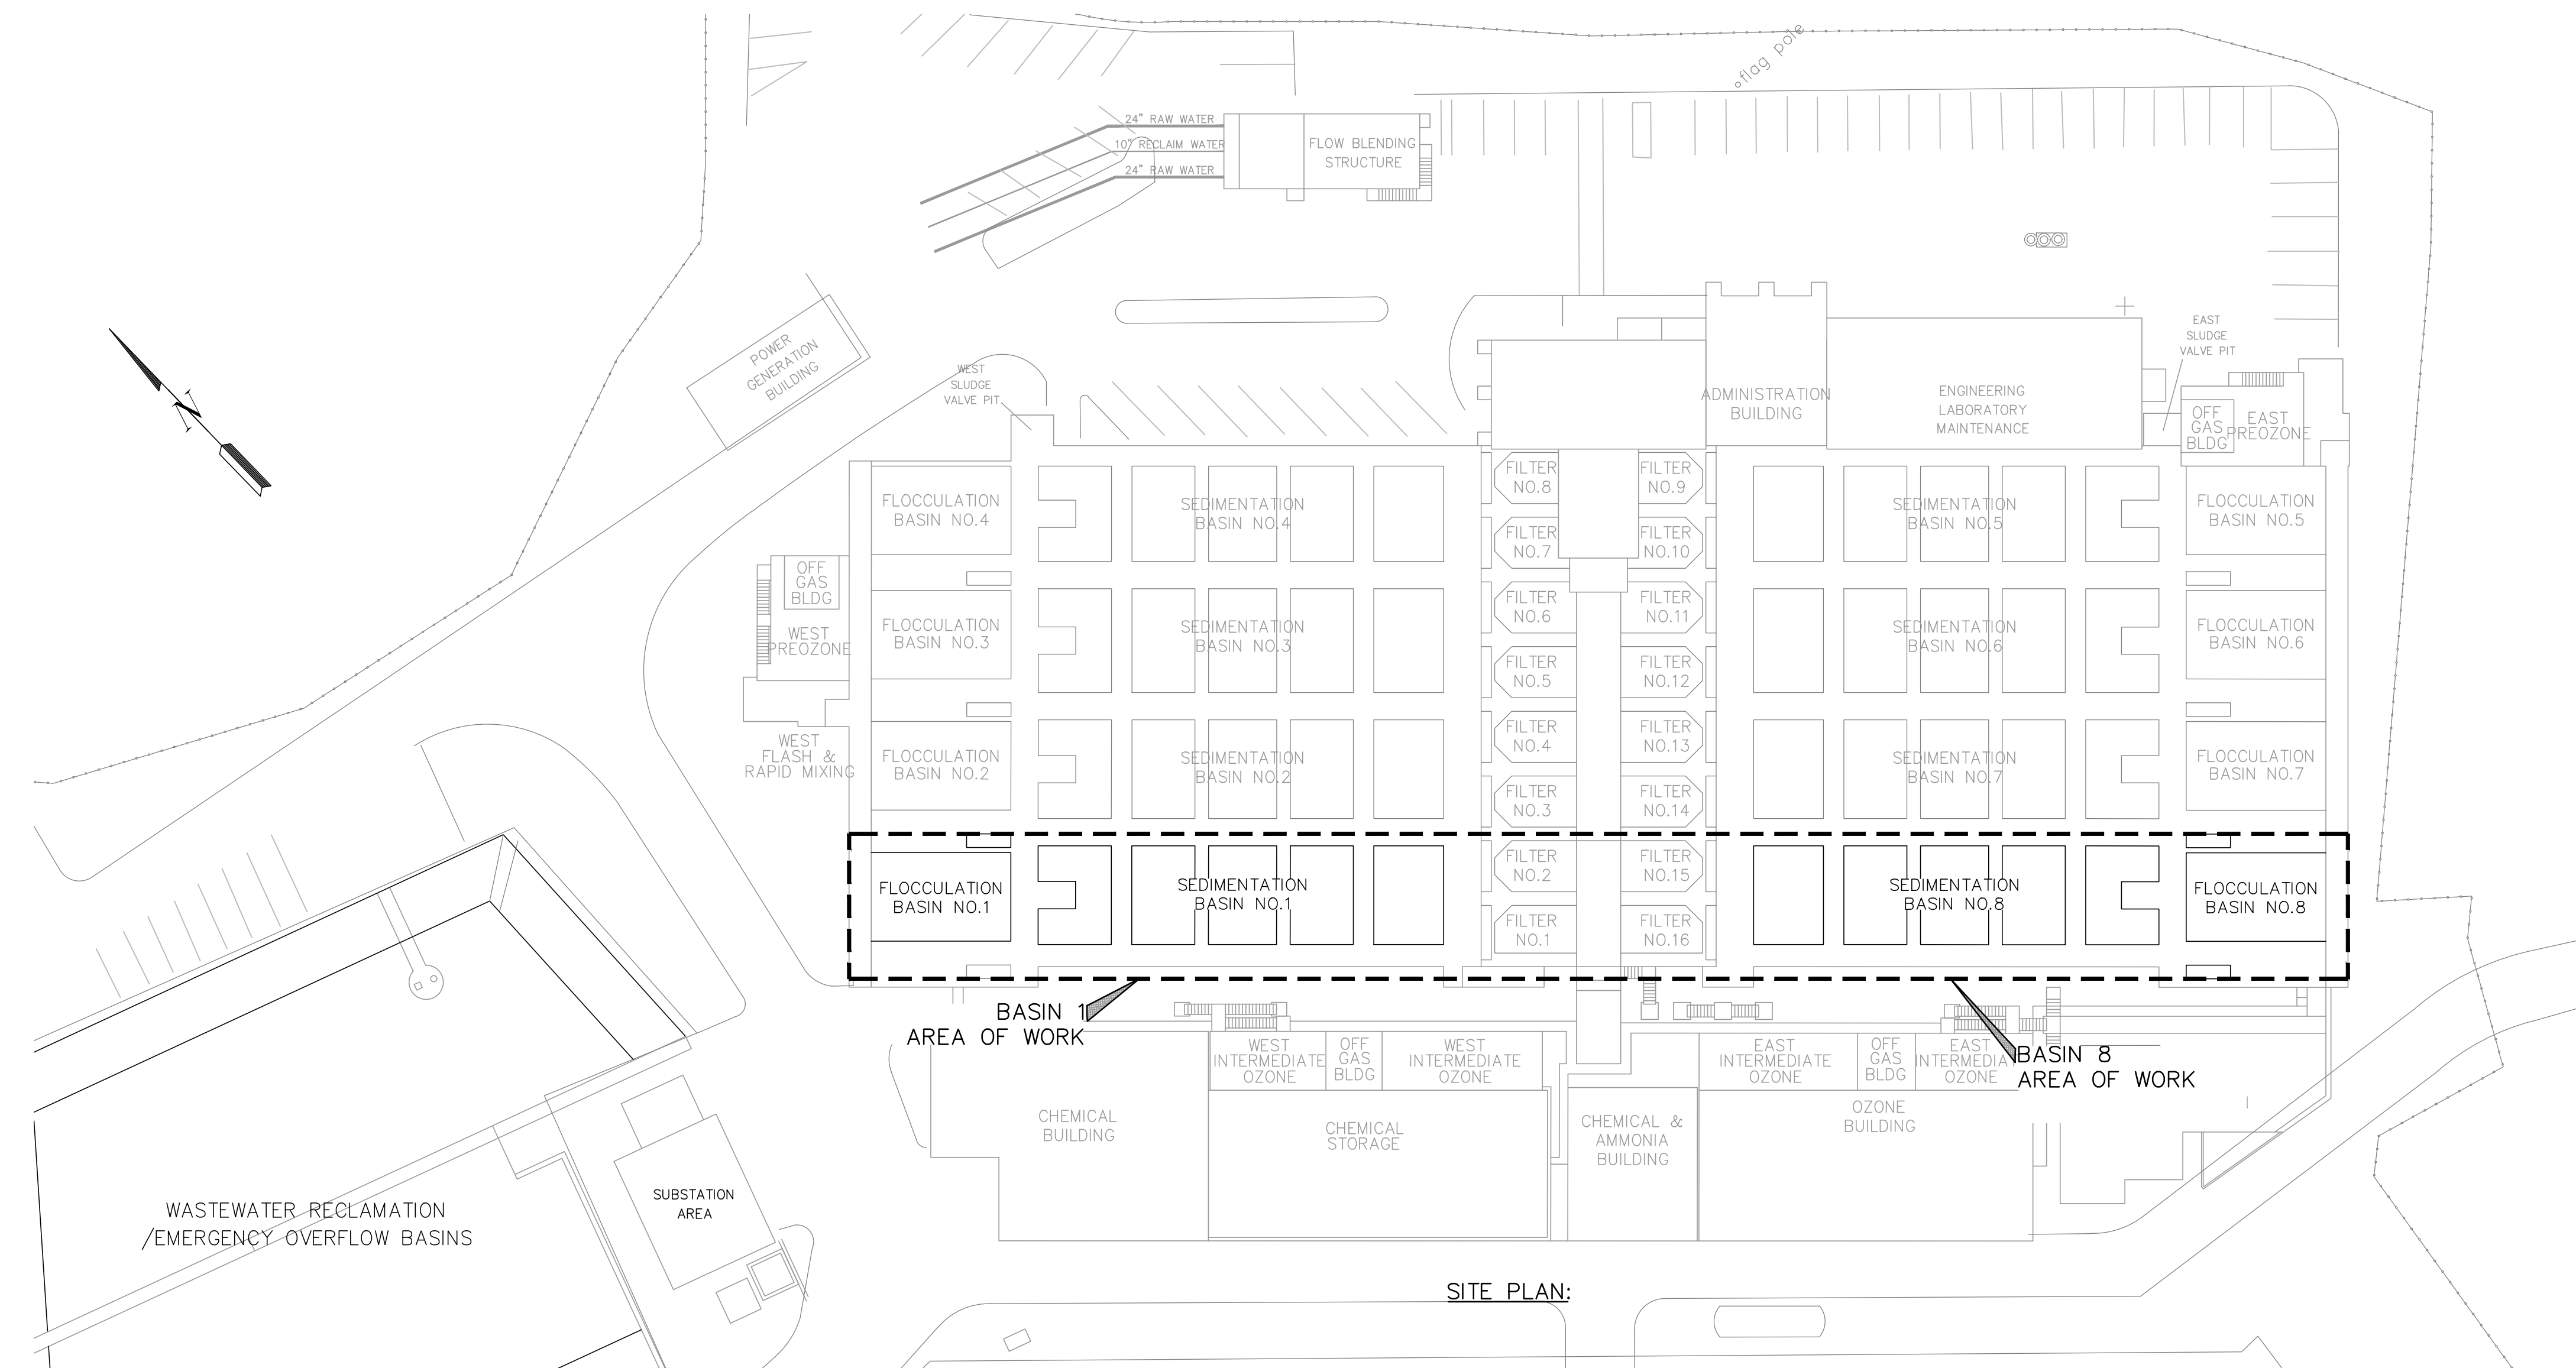 flag pole
24" RAW WATER
10" RECLAIM WATER
24" RAW WATER
FLOW BLENDING
STRUCTURE
N
POWER
GENERATION
BUILDING
WEST
SLUDGE
VALVE PIT
EAST
SLUDGE
VALVE PIT
ADMINISTRATION
BUILDING
ENGINEERING
LABORATORY
MAINTENANCE
OFF
GAS
BLDG
EAST
PREOZONE
FLOCCULATION
BASIN NO.4
SEDIMENTATION
BASIN NO.4
FILTER
NO.8
FILTER
NO.9
SEDIMENTATION
BASIN NO.5
FLOCCULATION
BASIN NO.5
FILTER
NO.7
FILTER
NO.10
OFF
GAS
BLDG
WEST
PREOZONE
FLOCCULATION
BASIN NO.3
SEDIMENTATION
BASIN NO.3
FILTER
NO.6
FILTER
NO.11
SEDIMENTATION
BASIN NO.6
FLOCCULATION
BASIN NO.6
FILTER
NO.5
FILTER
NO.12
WEST
FLASH &
RAPID MIXING
FLOCCULATION
BASIN NO.2
SEDIMENTATION
BASIN NO.2
FILTER
NO.4
FILTER
NO.13
SEDIMENTATION
BASIN NO.7
FLOCCULATION
BASIN NO.7
FILTER
NO.3
FILTER
NO.14
FLOCCULATION
BASIN NO.1
SEDIMENTATION
BASIN NO.1
FILTER
NO.2
FILTER
NO.15
SEDIMENTATION
BASIN NO.8
FLOCCULATION
BASIN NO.8
FILTER
NO.1
FILTER
NO.16
BASIN 1
AREA OF WORK
BASIN 8
AREA OF WORK
WEST
INTERMEDIATE
OZONE
OFF
GAS
BLDG
WEST
INTERMEDIATE
OZONE
EAST
INTERMEDIATE
OZONE
OFF
GAS
BLDG
EAST
INTERMEDIATE
OZONE
CHEMICAL
BUILDING
CHEMICAL
STORAGE
CHEMICAL &
AMMONIA
BUILDING
OZONE
BUILDING
SUBSTATION
AREA
WASTEWATER RECLAMATION
/EMERGENCY OVERFLOW BASINS
SITE PLAN: